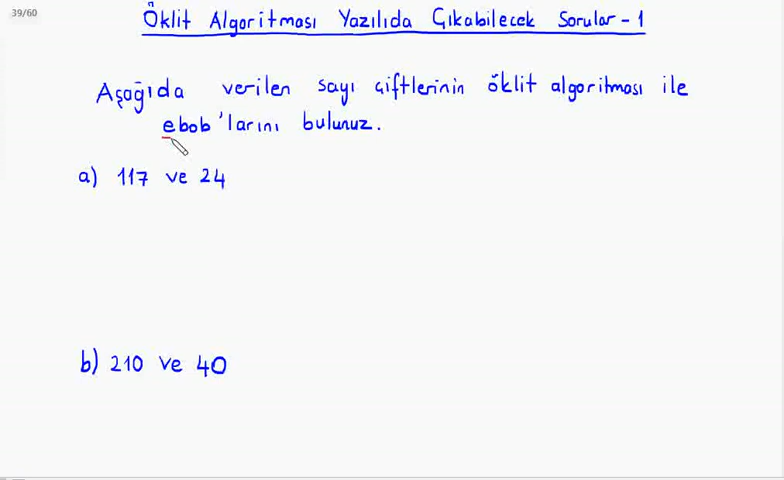 39/60
Öklit Algoritması Yazılıda Çıkabilecek Sorular - 1
Aşağıda verilen sayı çiftlerinin öklit algoritması ile
ebob'larını bulunuz.
a) 117 ve 24
b) 210 ve 40